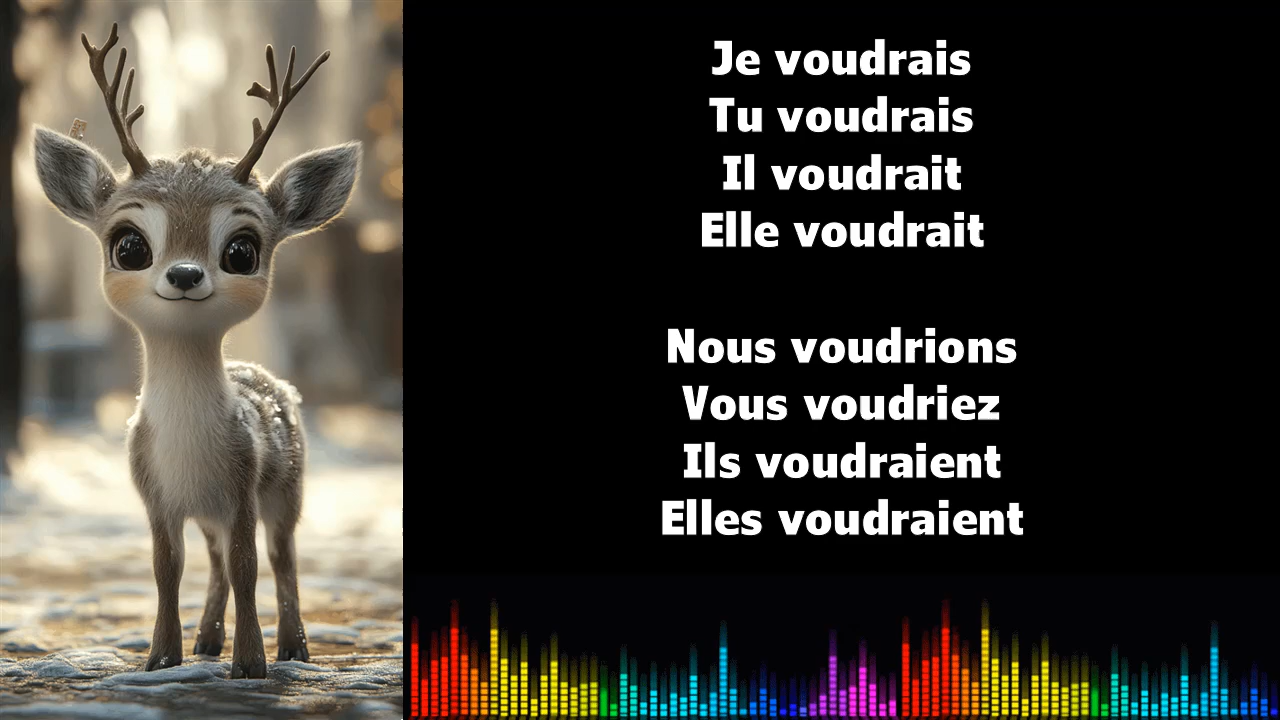 Je voudrais
Tu voudrais
Il voudrait
Elle voudrait
Nous voudrions
Vous voudriez
Ils voudraient
Elles voudraient